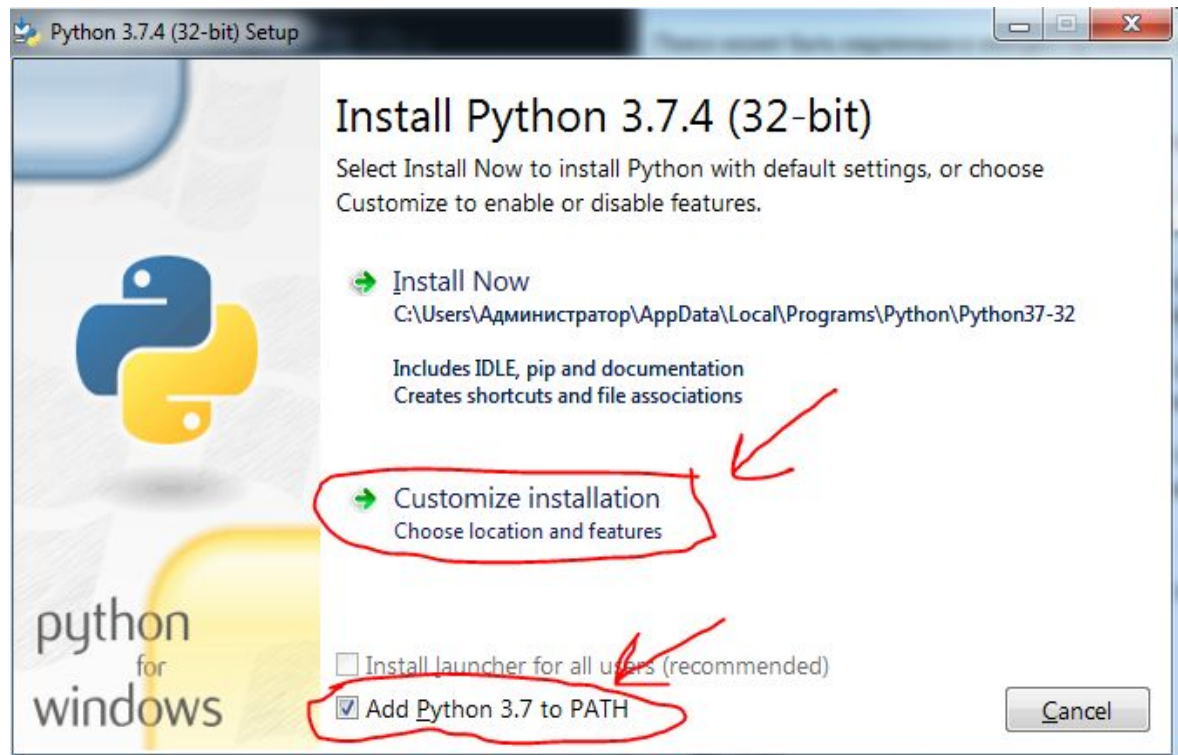 Python 3.7.4 (32-bit) Setup
Install Python 3.7.4 (32-bit)
Select Install Now to install Python with default settings, or choose
Customize to enable or disable features.
Install Now
C:\Users\Администратор\AppData\Local\Programs\Python\Python37-32
Includes IDLE, pip and documentation
Creates shortcuts and file associations
Customize installation
Choose location and features
python
for
windows
Install launcher for all users (recommended)
Add Python 3.7 to PATH
Cancel